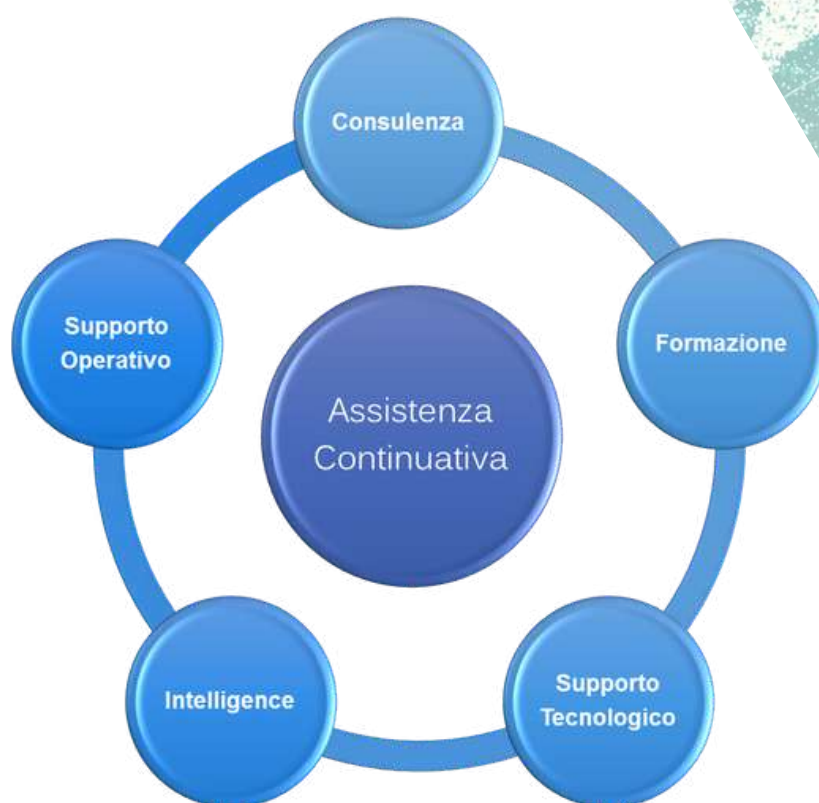 Consulenza
Formazione
Supporto
Tecnologico
Intelligence
Supporto
Operativo
Assistenza
Continuativa